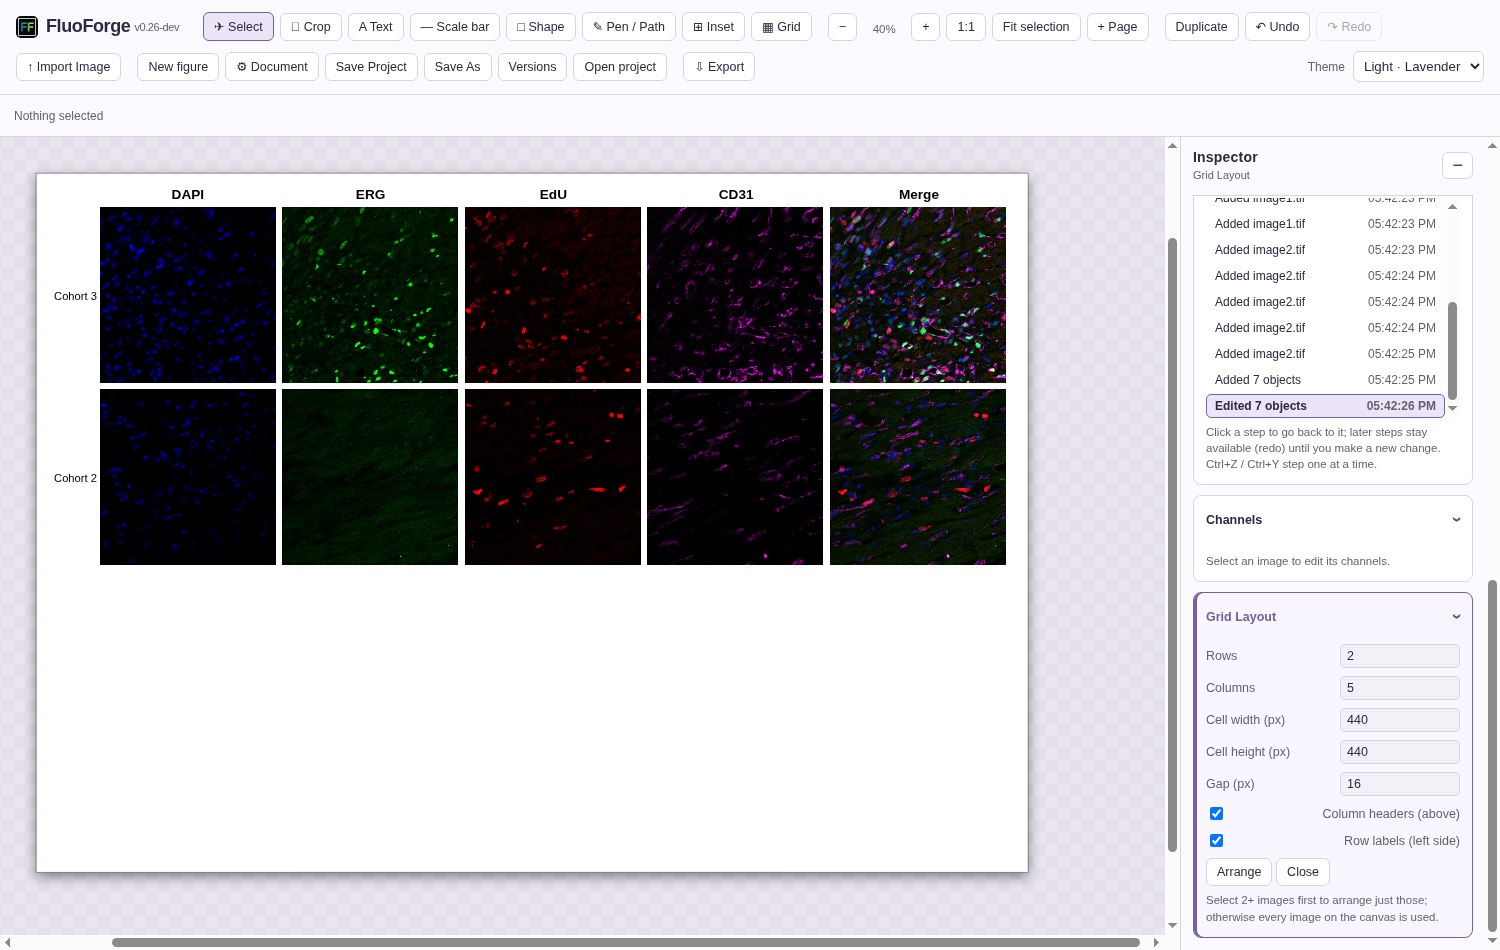 FluoForge v0.26-dev
✈ Select
Crop
A Text
— Scale bar
□ Shape
✎ Pen / Path
⊞ Inset
▦ Grid
−
40%
+
1:1
Fit selection
+ Page
Duplicate
↶ Undo
↷ Redo
↑ Import Image
New figure
⚙ Document
Save Project
Save As
Versions
Open project
⇩ Export
Theme
Light · Lavender
Nothing selected
DAPI
ERG
EdU
CD31
Merge
Cohort 3
Cohort 2
Inspector
Grid Layout
−
Added image1.tif 05:42:23 PM
Added image1.tif 05:42:23 PM
Added image2.tif 05:42:23 PM
Added image2.tif 05:42:24 PM
Added image2.tif 05:42:24 PM
Added image2.tif 05:42:24 PM
Added image2.tif 05:42:25 PM
Added 7 objects 05:42:25 PM
Edited 7 objects 05:42:26 PM
Click a step to go back to it; later steps stay
available (redo) until you make a new change.
Ctrl+Z / Ctrl+Y step one at a time.
Channels
Select an image to edit its channels.
Grid Layout
Rows 2
Columns 5
Cell width (px) 440
Cell height (px) 440
Gap (px) 16
Column headers (above)
Row labels (left side)
Arrange
Close
Select 2+ images first to arrange just those;
otherwise every image on the canvas is used.